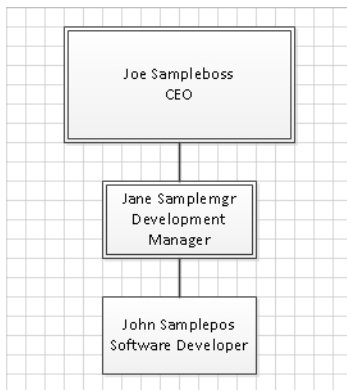 Joe Sampleboss
CEO
Jane Samplemgr
Development
Manager
John Samplepos
Software Developer